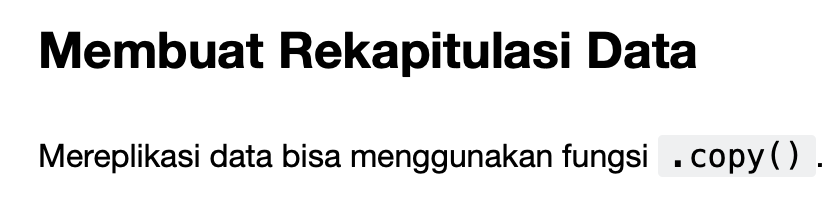 Membuat Rekapitulasi Data
Mereplikasi data bisa menggunakan fungsi .copy().